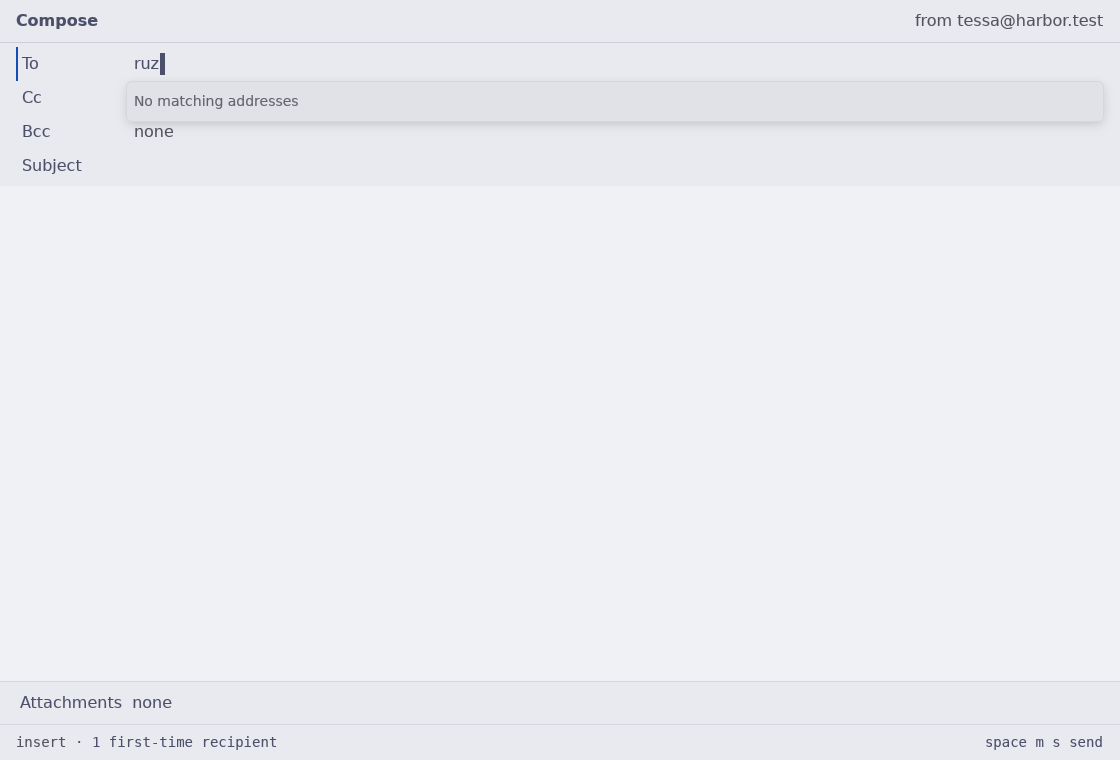 Compose from tessa@harbor.test
To ruz
Cc
No matching addresses
Bcc none
Subject
Attachments none
insert · 1 first-time recipient space m s send